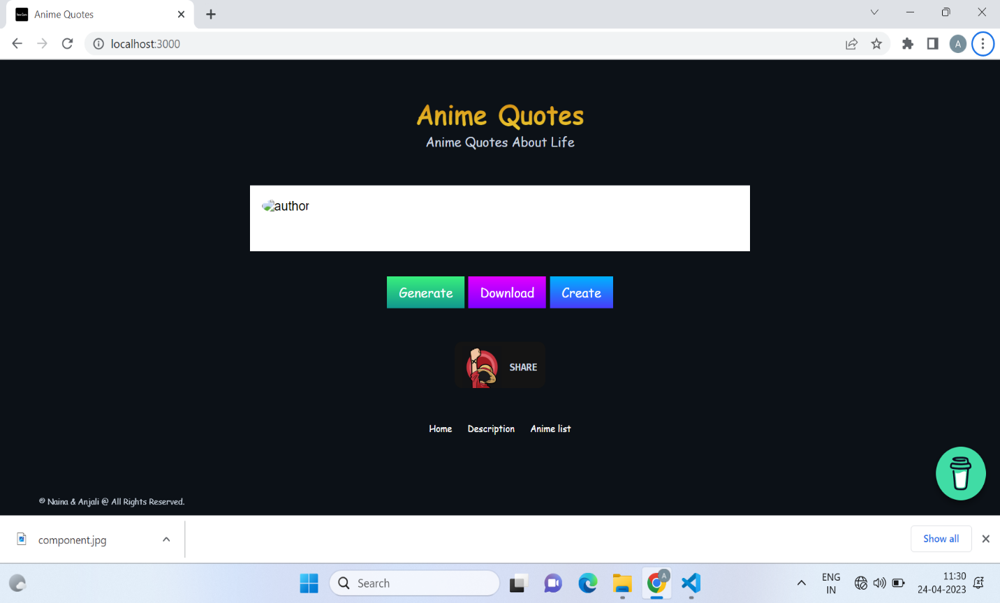 Anime Quotes
localhost:3000
A
Anime Quotes
Anime Quotes About Life
author
Generate Download Create
SHARE
Home Description Anime list
© Naina & Anjali @ All Rights Reserved.
component.jpg
Show all
Search
A
ENG
IN
11:30
24-04-2023